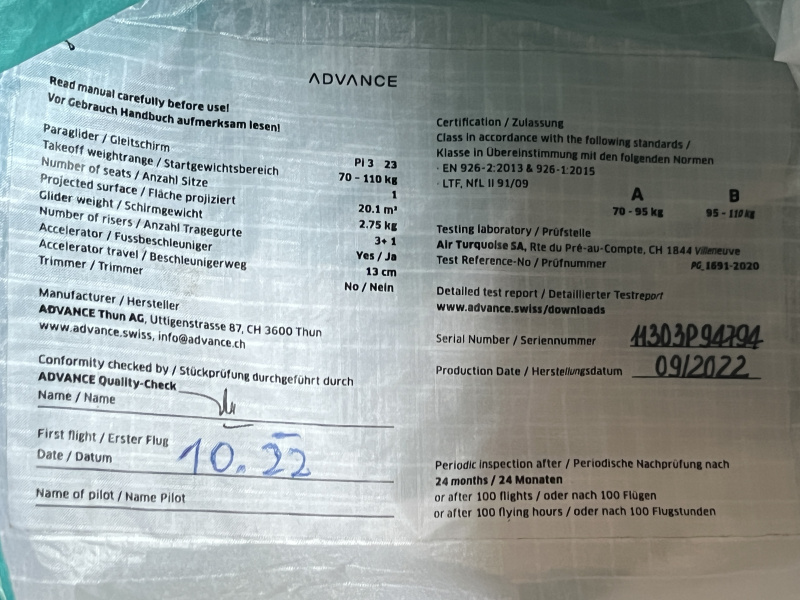 ADVANCE
Read manual carefully before use!
Vor Gebrauch Handbuch aufmerksam lesen!
Paraglider / Gleitschirm PI 3 23
Takeoff weightrange / Startgewichtsbereich 70 - 110 kg
Number of seats / Anzahl Sitze 1
Projected surface / Fläche projiziert 20.1 m²
Glider weight / Schirmgewicht 2.75 kg
Number of risers / Anzahl Tragegurte 3+ 1
Accelerator / Fussbeschleuniger Yes / Ja
Accelerator travel / Beschleunigerweg 13 cm
Trimmer / Trimmer No / Nein
Manufacturer / Hersteller
ADVANCE Thun AG, Uttigenstrasse 87, CH 3600 Thun
www.advance.swiss, info@advance.ch
Conformity checked by / Stückprüfung durchgeführt durch
ADVANCE Quality-Check
Name / Name
First flight / Erster Flug
Date / Datum 10. 22
Name of pilot / Name Pilot
Certification / Zulassung
Class in accordance with the following standards /
Klasse in Übereinstimmung mit den folgenden Normen
· EN 926-2:2013 & 926-1:2015
· LTF, NfL II 91/09
A B
70 - 95 kg 95 - 110 kg
Testing laboratory / Prüfstelle
Air Turquoise SA, Rte du Pré-au-Compte, CH 1844 Villeneuve
Test Reference-No / Prüfnummer PG_1691-2020
Detailed test report / Detaillierter Testreport
www.advance.swiss/downloads
Serial Number / Seriennummer 11303P94794
Production Date / Herstellungsdatum 09/2022
Periodic inspection after / Periodische Nachprüfung nach
24 months / 24 Monaten
or after 100 flights / oder nach 100 Flügen
or after 100 flying hours / oder nach 100 Flugstunden